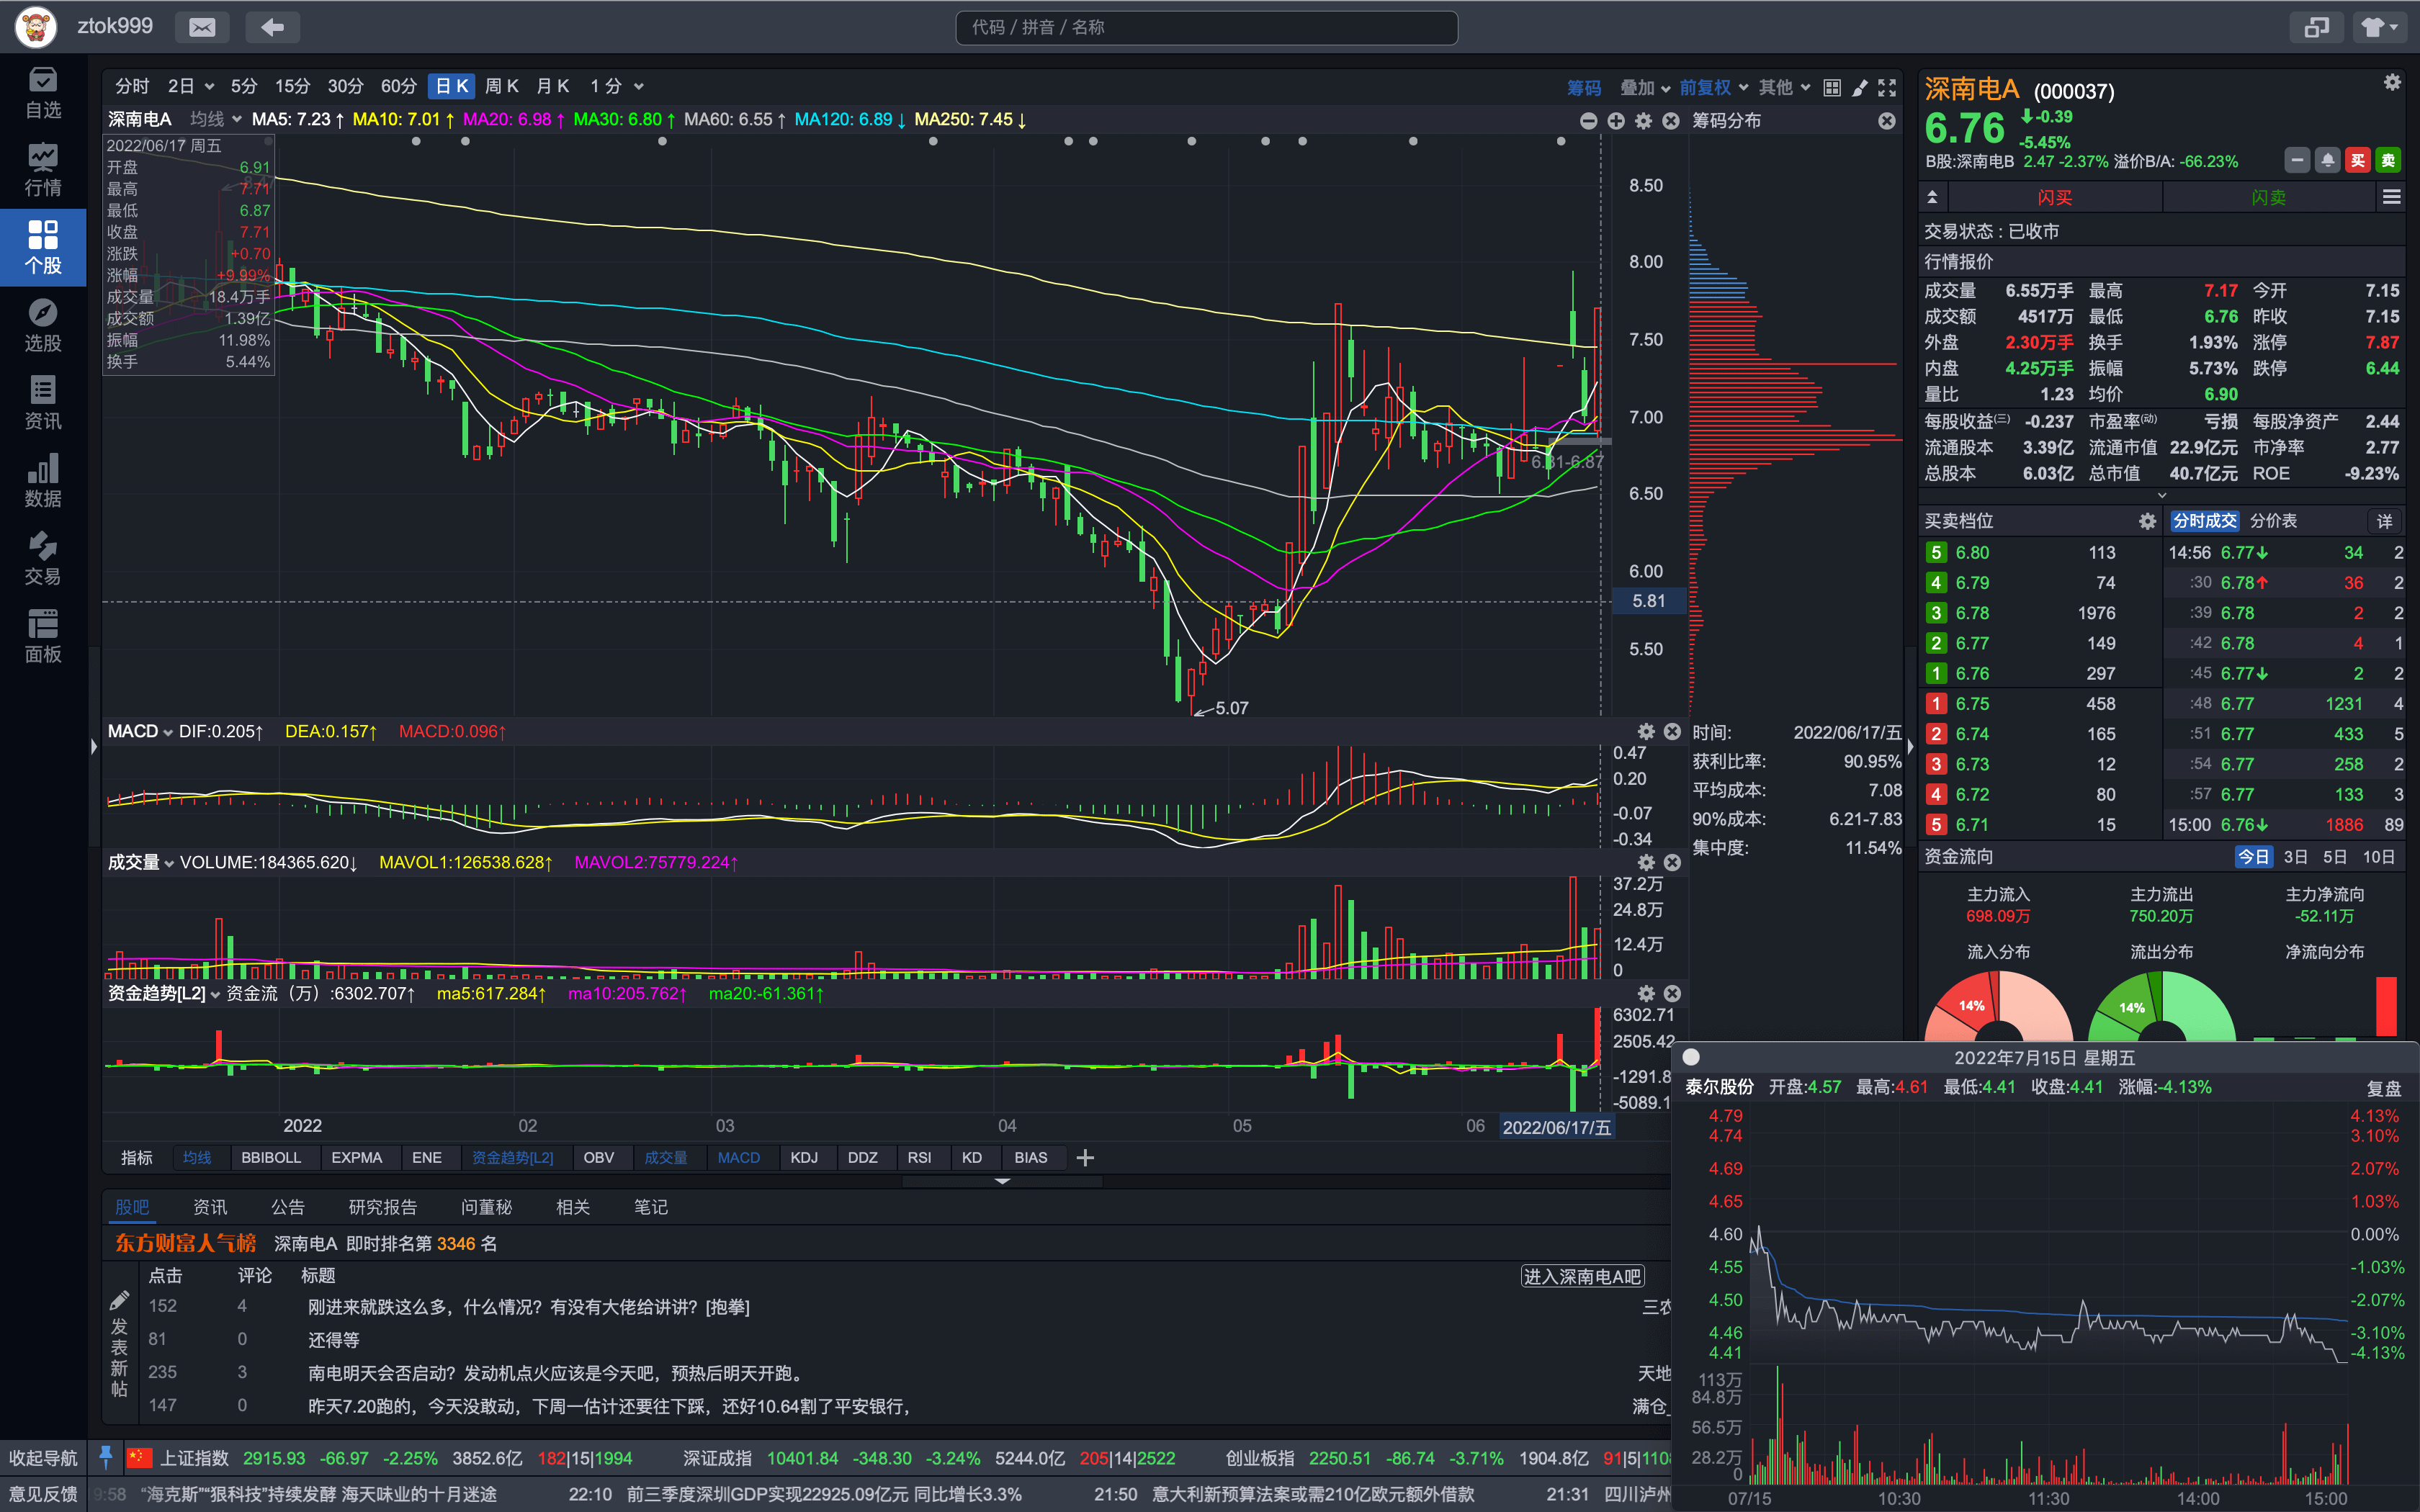 ztok999
代码 / 拼音 / 名称
自选
行情
个股
选股
资讯
数据
交易
面板
分时 2日 5分 15分 30分 60分 日K 周K 月K 1分
筹码 叠加 前复权 其他
深南电A 均线 MA5: 7.23↑ MA10: 7.01↑ MA20: 6.98↑ MA30: 6.80↑ MA60: 6.55↑ MA120: 6.89↓ MA250: 7.45↓
筹码分布
2022/06/17 周五
开盘 6.91
最高 7.71
最低 6.87
收盘 7.71
涨跌 +0.70
涨幅 +9.99%
成交量 18.4万手
成交额 1.39亿
振幅 11.98%
换手 5.44%
8.50
8.00
7.50
7.00
6.50
6.00
5.81
5.50
6.81-6.87
5.07
MACD DIF:0.205↑ DEA:0.157↑ MACD:0.096↑
0.47
0.20
-0.07
-0.34
成交量 VOLUME:184365.620↓ MAVOL1:126538.628↑ MAVOL2:75779.224↑
37.2万
24.8万
12.4万
0
资金趋势[L2] 资金流（万）:6302.707↑ ma5:617.284↑ ma10:205.762↑ ma20:-61.361↑
6302.71
2505.42
-1291.8
-5089.1
2022 02 03 04 05 06 2022/06/17/五
时间: 2022/06/17/五
获利比率: 90.95%
平均成本: 7.08
90%成本: 6.21-7.83
集中度: 11.54%
指标 均线 BBIBOLL EXPMA ENE 资金趋势[L2] OBV 成交量 MACD KDJ DDZ RSI KD BIAS
股吧 资讯 公告 研究报告 问董秘 相关 笔记
东方财富人气榜 深南电A 即时排名第 3346 名
点击 评论 标题 进入深南电A吧
发表新帖
152 4 刚进来就跌这么多，什么情况？有没有大佬给讲讲？[抱拳] 三农
81 0 还得等
235 3 南电明天会否启动？发动机点火应该是今天吧，预热后明天开跑。 天地
147 0 昨天7.20跑的，今天没敢动，下周一估计还要往下踩，还好10.64割了平安银行， 满仓_
深南电A (000037)
6.76 -0.39
-5.45%
B股:深南电B 2.47 -2.37% 溢价B/A: -66.23% 买 卖
闪买 闪卖
交易状态：已收市
行情报价
成交量 6.55万手 最高 7.17 今开 7.15
成交额 4517万 最低 6.76 昨收 7.15
外盘 2.30万手 换手 1.93% 涨停 7.87
内盘 4.25万手 振幅 5.73% 跌停 6.44
量比 1.23 均价 6.90
每股收益(三) -0.237 市盈率(动) 亏损 每股净资产 2.44
流通股本 3.39亿 流通市值 22.9亿元 市净率 2.77
总股本 6.03亿 总市值 40.7亿元 ROE -9.23%
买卖档位 分时成交 分价表 详
5 6.80 113 14:56 6.77↓ 34 2
4 6.79 74 :30 6.78↑ 36 2
3 6.78 1976 :39 6.78 2 2
2 6.77 149 :42 6.78 4 1
1 6.76 297 :45 6.77↓ 2 2
1 6.75 458 :48 6.77 1231 4
2 6.74 165 :51 6.77 433 5
3 6.73 12 :54 6.77 258 2
4 6.72 80 :57 6.77 133 3
5 6.71 15 15:00 6.76↓ 1886 89
资金流向 今日 3日 5日 10日
主力流入 主力流出 主力净流向
698.09万 750.20万 -52.11万
流入分布 流出分布 净流向分布
14% 14%
2022年7月15日 星期五
泰尔股份 开盘:4.57 最高:4.61 最低:4.41 收盘:4.41 涨幅:-4.13% 复盘
4.79 4.13%
4.74 3.10%
4.69 2.07%
4.65 1.03%
4.60 0.00%
4.55 -1.03%
4.50 -2.07%
4.46 -3.10%
4.41 -4.13%
113万
84.8万
56.5万
28.2万
0
07/15 10:30 11:30 14:00 15:00
收起导航 上证指数 2915.93 -66.97 -2.25% 3852.6亿 182|15|1994 深证成指 10401.84 -348.30 -3.24% 5244.0亿 205|14|2522 创业板指 2250.51 -86.74 -3.71% 1904.8亿 91|5|110
意见反馈 9:58 “海克斯”“狠科技”持续发酵 海天味业的十月迷途 22:10 前三季度深圳GDP实现22925.09亿元 同比增长3.3% 21:50 意大利新预算法案或需210亿欧元额外借款 21:31 四川泸州